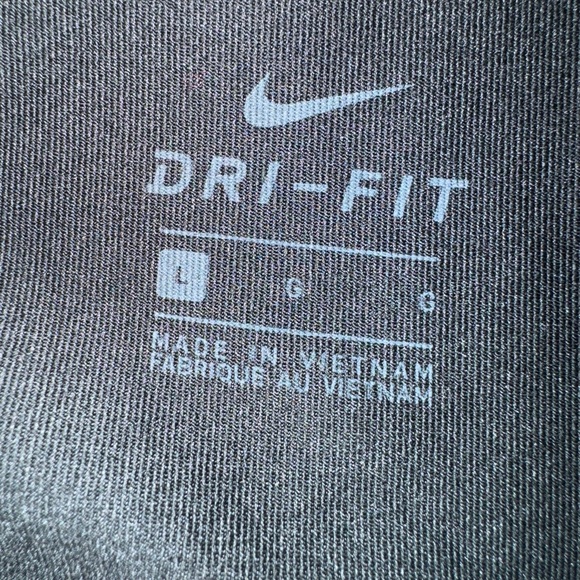 DRI-FIT
L G G
MADE IN VIETNAM
FABRIQUE AU VIETNAM